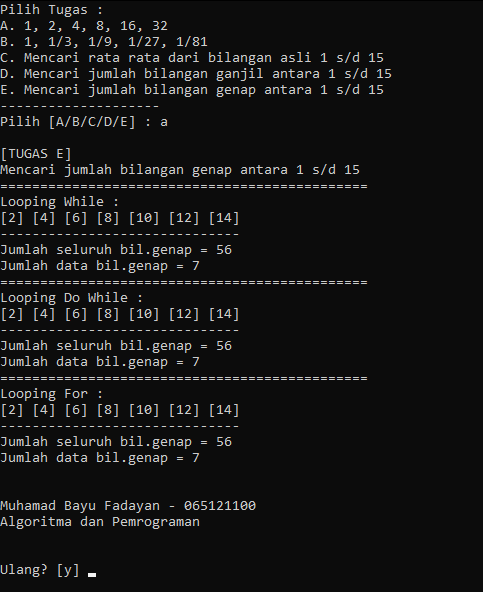 Pilih Tugas :
A. 1, 2, 4, 8, 16, 32
B. 1, 1/3, 1/9, 1/27, 1/81
C. Mencari rata rata dari bilangan asli 1 s/d 15
D. Mencari jumlah bilangan ganjil antara 1 s/d 15
E. Mencari jumlah bilangan genap antara 1 s/d 15
--------------------
Pilih [A/B/C/D/E] : a
[TUGAS E]
Mencari jumlah bilangan genap antara 1 s/d 15
==============================================
Looping While :
[2] [4] [6] [8] [10] [12] [14]
------------------------------
Jumlah seluruh bil.genap = 56
Jumlah data bil.genap = 7
==============================================
Looping Do While :
[2] [4] [6] [8] [10] [12] [14]
------------------------------
Jumlah seluruh bil.genap = 56
Jumlah data bil.genap = 7
==============================================
Looping For :
[2] [4] [6] [8] [10] [12] [14]
------------------------------
Jumlah seluruh bil.genap = 56
Jumlah data bil.genap = 7
Muhamad Bayu Fadayan - 065121100
Algoritma dan Pemrograman
Ulang? [y] _